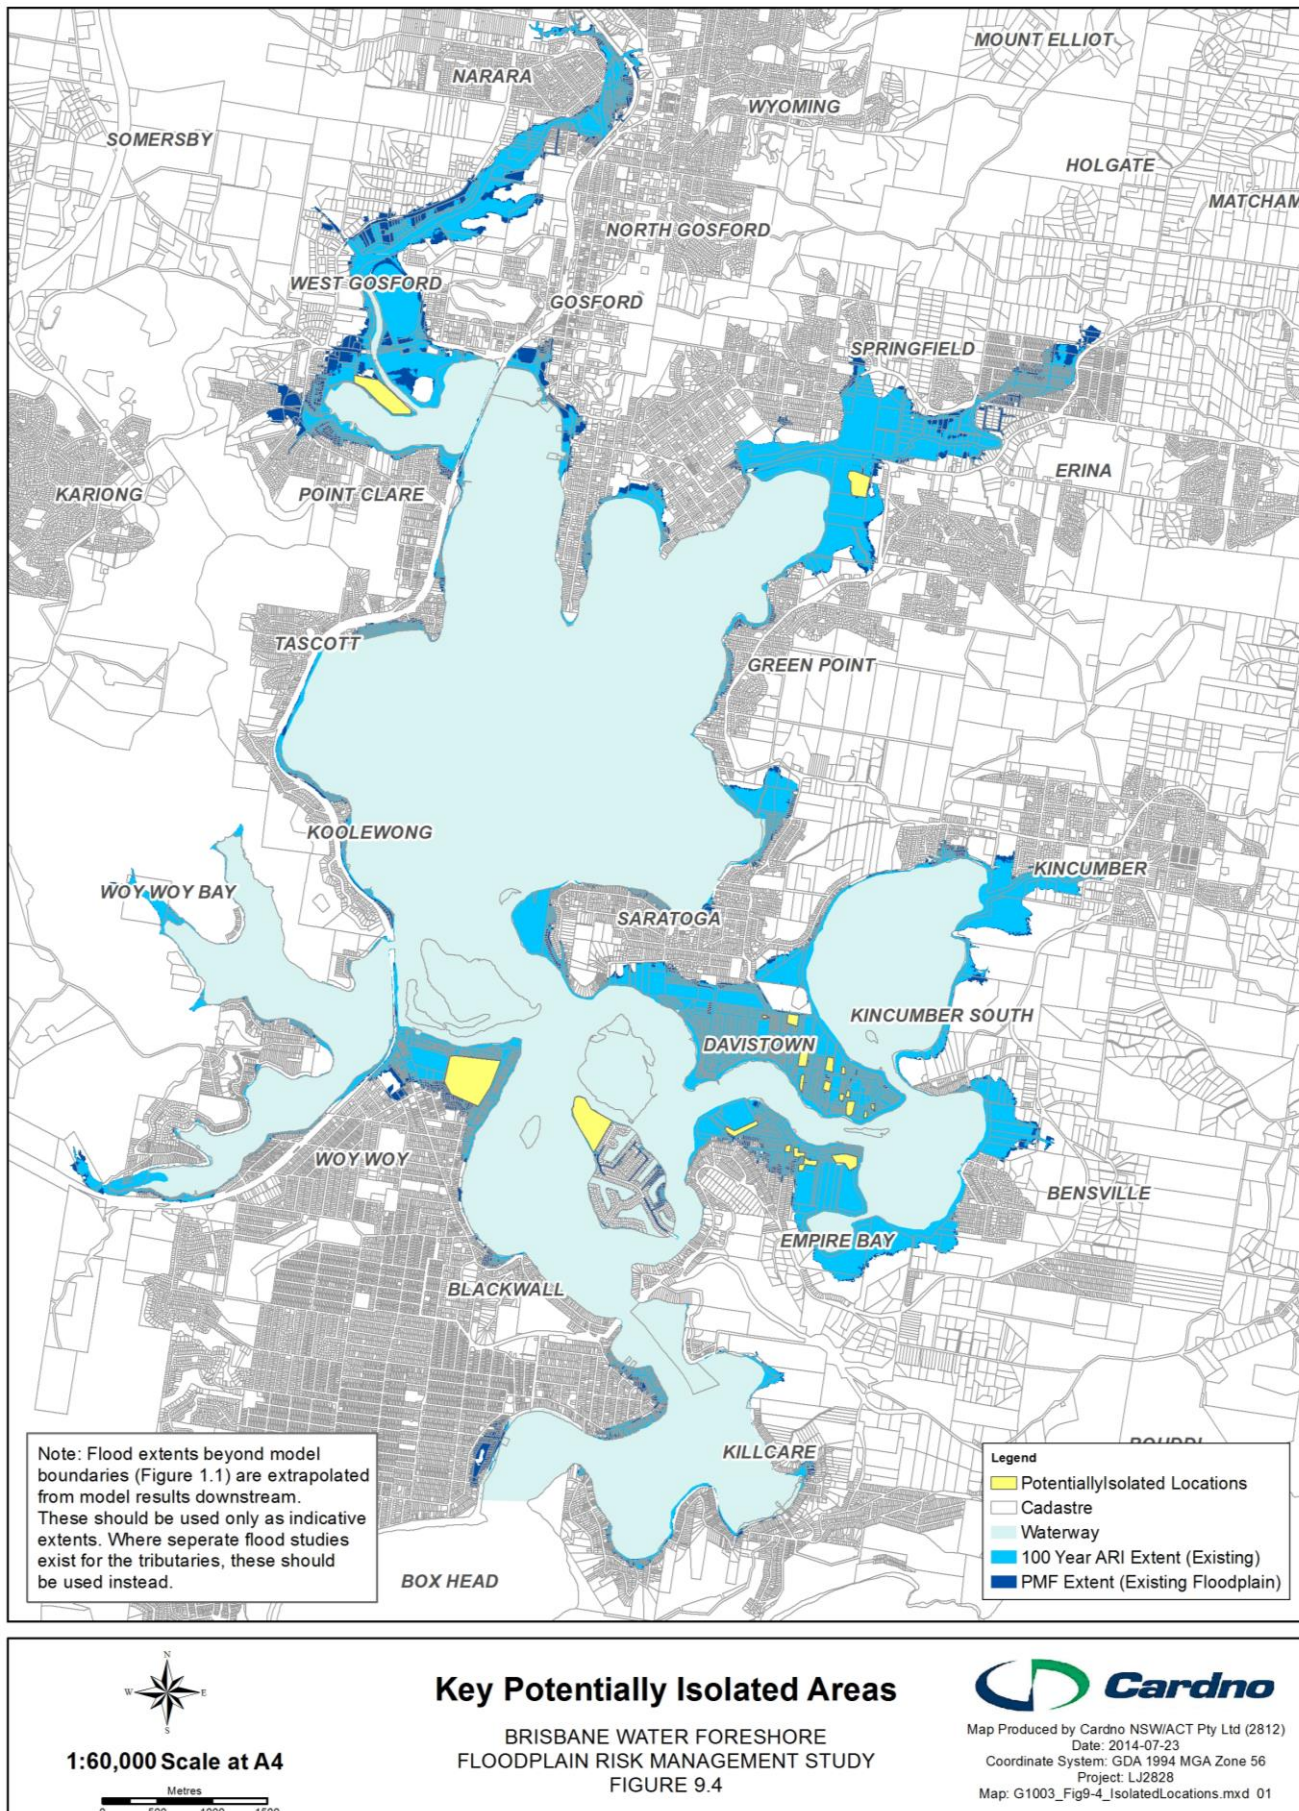 MOUNT ELLIOT
NARARA
WYOMING
SOMERSBY
HOLGATE
MATCHAM
NORTH GOSFORD
WEST GOSFORD
GOSFORD
SPRINGFIELD
ERINA
KARIONG
POINT CLARE
TASCOTT
GREEN POINT
KOOLEWONG
KINCUMBER
WOY WOY BAY
SARATOGA
KINCUMBER SOUTH
DAVISTOWN
WOY WOY
BENSVILLE
EMPIRE BAY
BLACKWALL
KILLCARE
BOX HEAD
Note: Flood extents beyond model
boundaries (Figure 1.1) are extrapolated
from model results downstream.
These should be used only as indicative
extents. Where seperate flood studies
exist for the tributaries, these should
be used instead.
Legend
PotentiallyIsolated Locations
Cadastre
Waterway
100 Year ARI Extent (Existing)
PMF Extent (Existing Floodplain)
N
W E
S
1:60,000 Scale at A4
Metres
0 500 1000 1500
Key Potentially Isolated Areas
BRISBANE WATER FORESHORE
FLOODPLAIN RISK MANAGEMENT STUDY
FIGURE 9.4
Cardno
Map Produced by Cardno NSW/ACT Pty Ltd (2812)
Date: 2014-07-23
Coordinate System: GDA 1994 MGA Zone 56
Project: LJ2828
Map: G1003_Fig9-4_IsolatedLocations.mxd 01